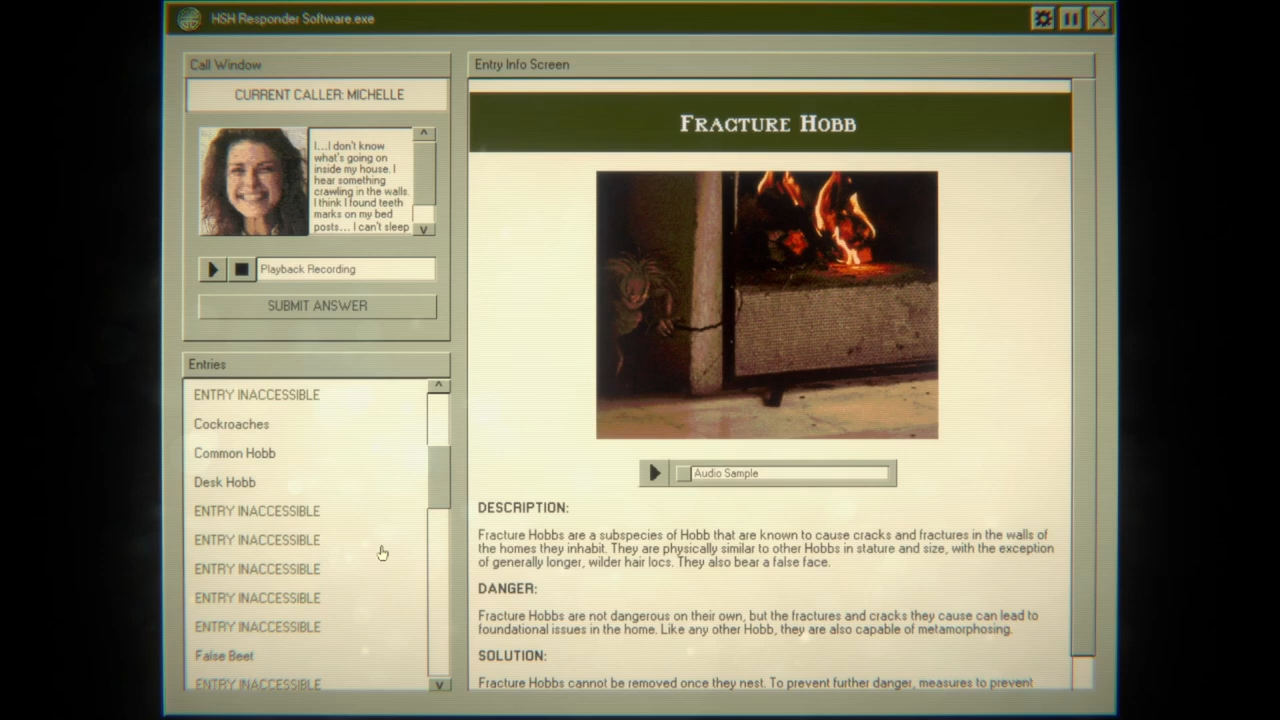 HSH Responder Software.exe
Call Window
CURRENT CALLER: MICHELLE
I...I don't know
what's going on
inside my house. I
hear something
crawling in the walls.
I think I found teeth
marks on my bed
posts... I can't sleep
Playback Recording
SUBMIT ANSWER
Entries
ENTRY INACCESSIBLE
Cockroaches
Common Hobb
Desk Hobb
ENTRY INACCESSIBLE
ENTRY INACCESSIBLE
ENTRY INACCESSIBLE
ENTRY INACCESSIBLE
ENTRY INACCESSIBLE
False Beet
ENTRY INACCESSIBLE
Entry Info Screen
Fracture Hobb
Audio Sample
DESCRIPTION:
Fracture Hobbs are a subspecies of Hobb that are known to cause cracks and fractures in the walls of
the homes they inhabit. They are physically similar to other Hobbs in stature and size, with the exception
of generally longer, wilder hair locs. They also bear a false face.
DANGER:
Fracture Hobbs are not dangerous on their own, but the fractures and cracks they cause can lead to
foundational issues in the home. Like any other Hobb, they are also capable of metamorphosing.
SOLUTION:
Fracture Hobbs cannot be removed once they nest. To prevent further danger, measures to prevent